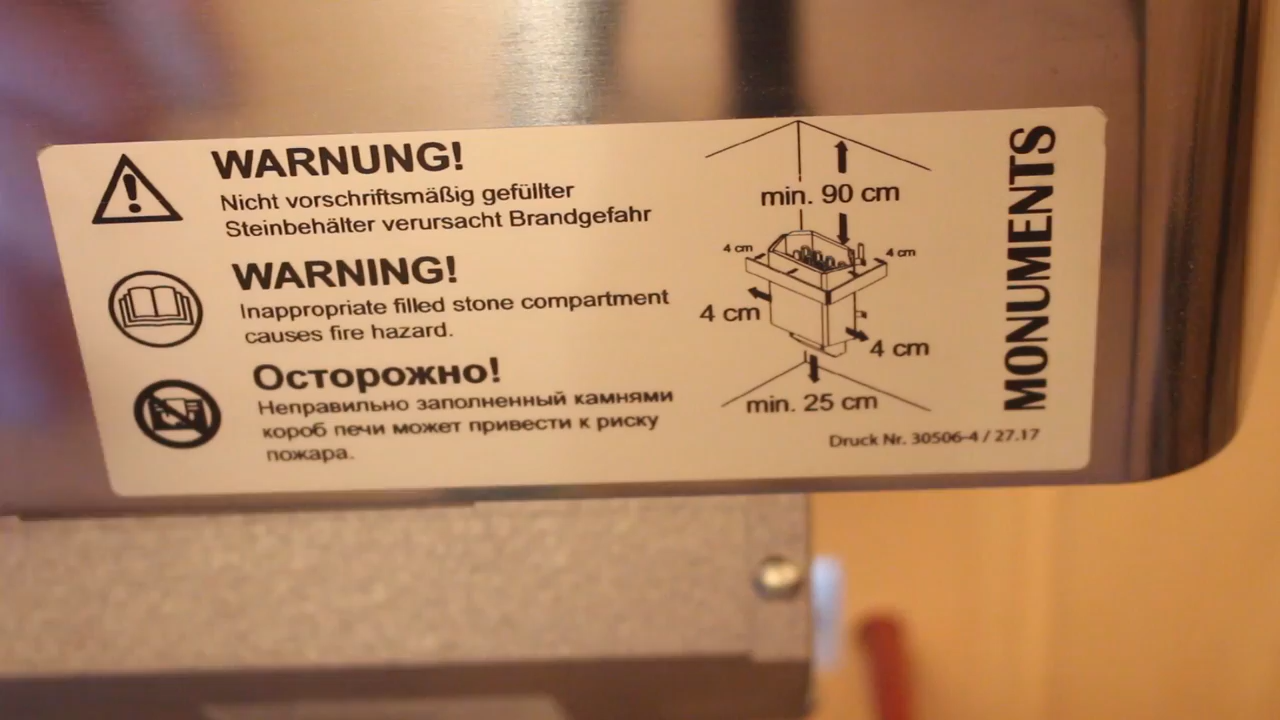 WARNUNG!
Nicht vorschriftsmäßig gefüllter
Steinbehälter verursacht Brandgefahr
WARNING!
Inappropriate filled stone compartment
causes fire hazard.
Осторожно!
Неправильно заполненный камнями
короб печи может привести к риску
пожара.
min. 90 cm
4 cm
4 cm
4 cm
4 cm
min. 25 cm
Druck Nr. 30506-4 / 27.17
MONUMENTS